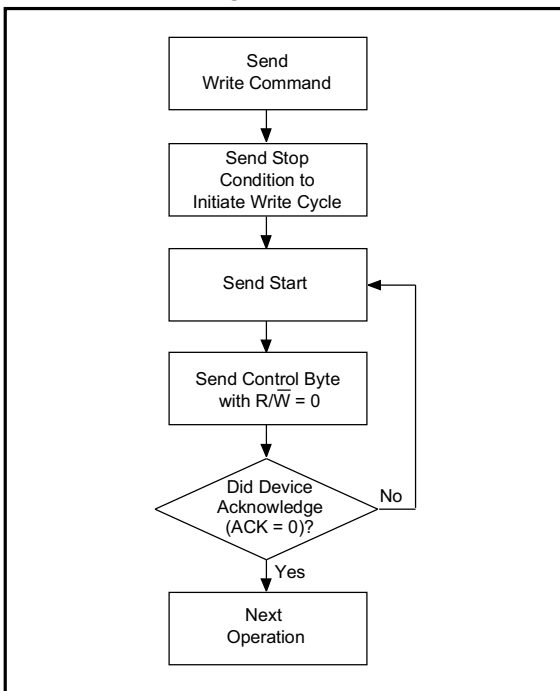 Send
Write Command
Send Stop
Condition to
Initiate Write Cycle
Send Start
Send Control Byte
with R/W̅ = 0
Did Device
Acknowledge
(ACK = 0)?
No
Yes
Next
Operation